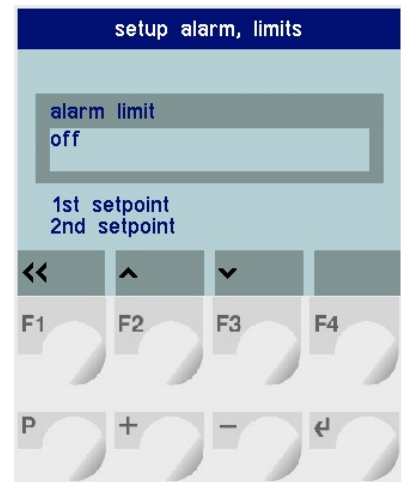 setup alarm, limits
alarm limit
off
1st setpoint
2nd setpoint
<<
F1 F2 F3 F4
P + -